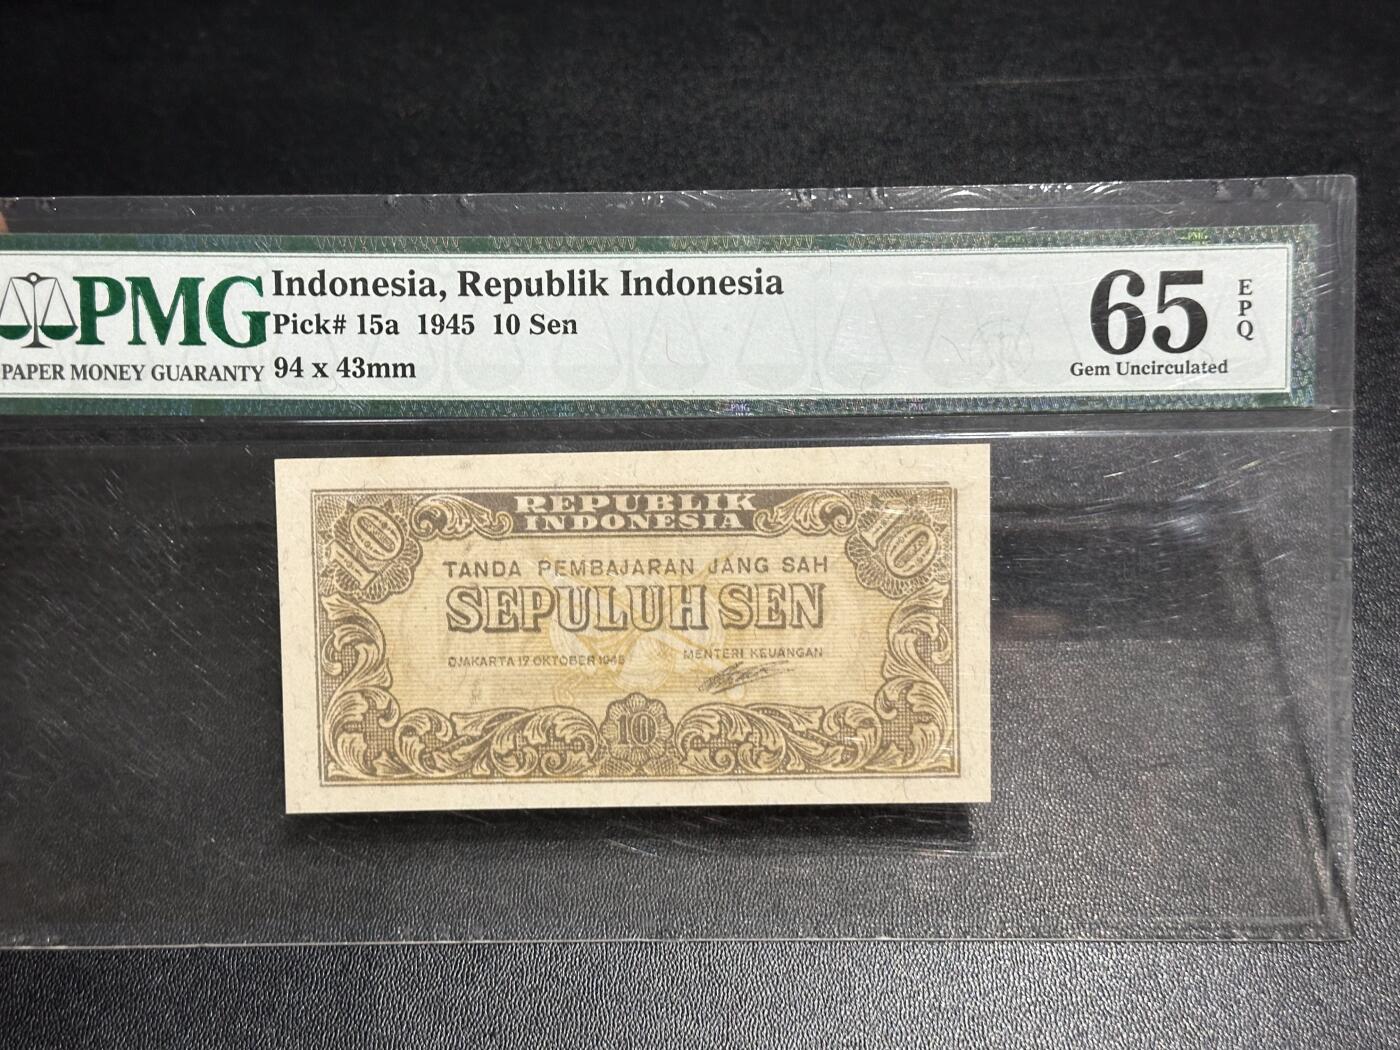 PMG
PAPER MONEY GUARANTY
Indonesia, Republik Indonesia
Pick# 15a 1945 10 Sen
94 x 43mm
65
EPQ
Gem Uncirculated
REPUBLIK
INDONESIA
10
10
TANDA PEMBAJARAN JANG SAH
SEPULUH SEN
DJAKARTA 17 OKTOBER 1945
MENTERI KEUANGAN
10